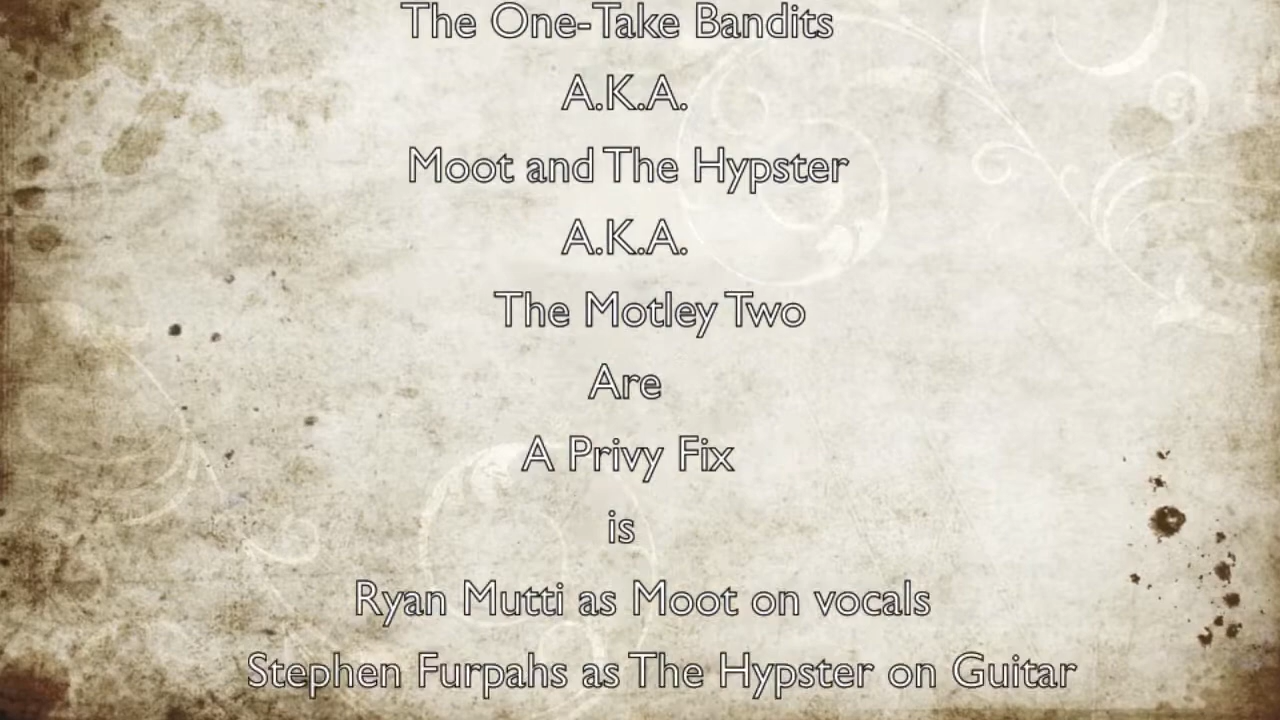 The One-Take Bandits
A.K.A.
Moot and The Hypster
A.K.A.
The Motley Two
Are
A Privy Fix
is
Ryan Mutti as Moot on vocals
Stephen Furpahs as The Hypster on Guitar